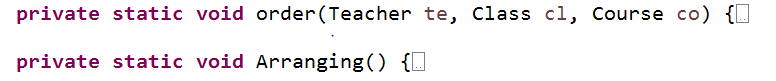 private static void order(Teacher te, Class cl, Course co) {
private static void Arranging() {